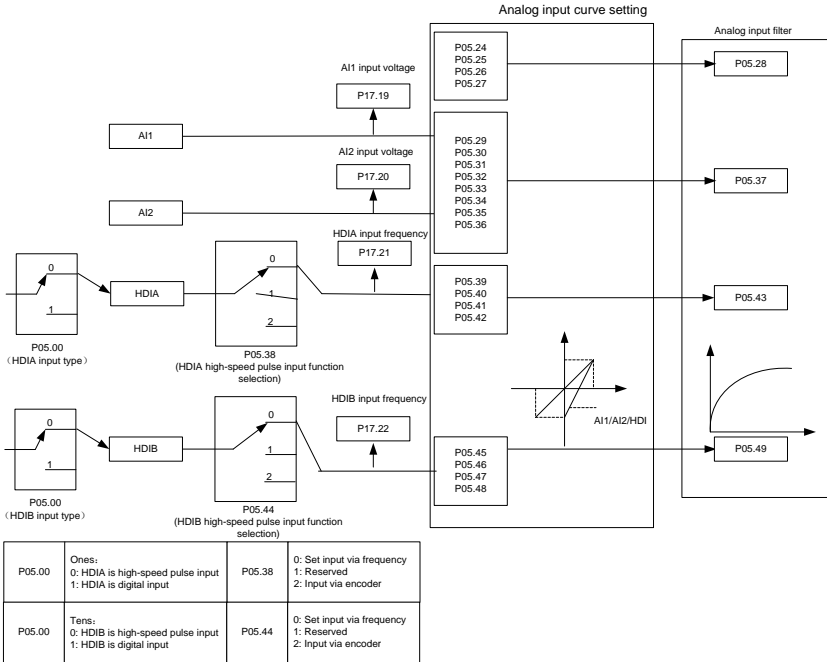 Analog input curve setting
Analog input filter
P05.24
P05.25
P05.26
P05.27
P05.28
AI1 input voltage
P17.19
AI1
AI2 input voltage
P17.20
AI2
P05.29
P05.30
P05.31
P05.32
P05.33
P05.34
P05.35
P05.36
P05.37
HDIA input frequency
P17.21
0
1
HDIA
0
1
2
P05.39
P05.40
P05.41
P05.42
P05.43
P05.00
（HDIA input type）
P05.38
(HDIA high-speed pulse input function
selection)
AI1/AI2/HDI
HDIB input frequency
P17.22
0
1
HDIB
0
1
2
P05.45
P05.46
P05.47
P05.48
P05.49
P05.00
（HDIB input type）
P05.44
(HDIB high-speed pulse input function
selection)
P05.00
Ones:
0: HDIA is high-speed pulse input
1: HDIA is digital input
P05.38
0: Set input via frequency
1: Reserved
2: Input via encoder
P05.00
Tens:
0: HDIB is high-speed pulse input
1: HDIB is digital input
P05.44
0: Set input via frequency
1: Reserved
2: Input via encoder